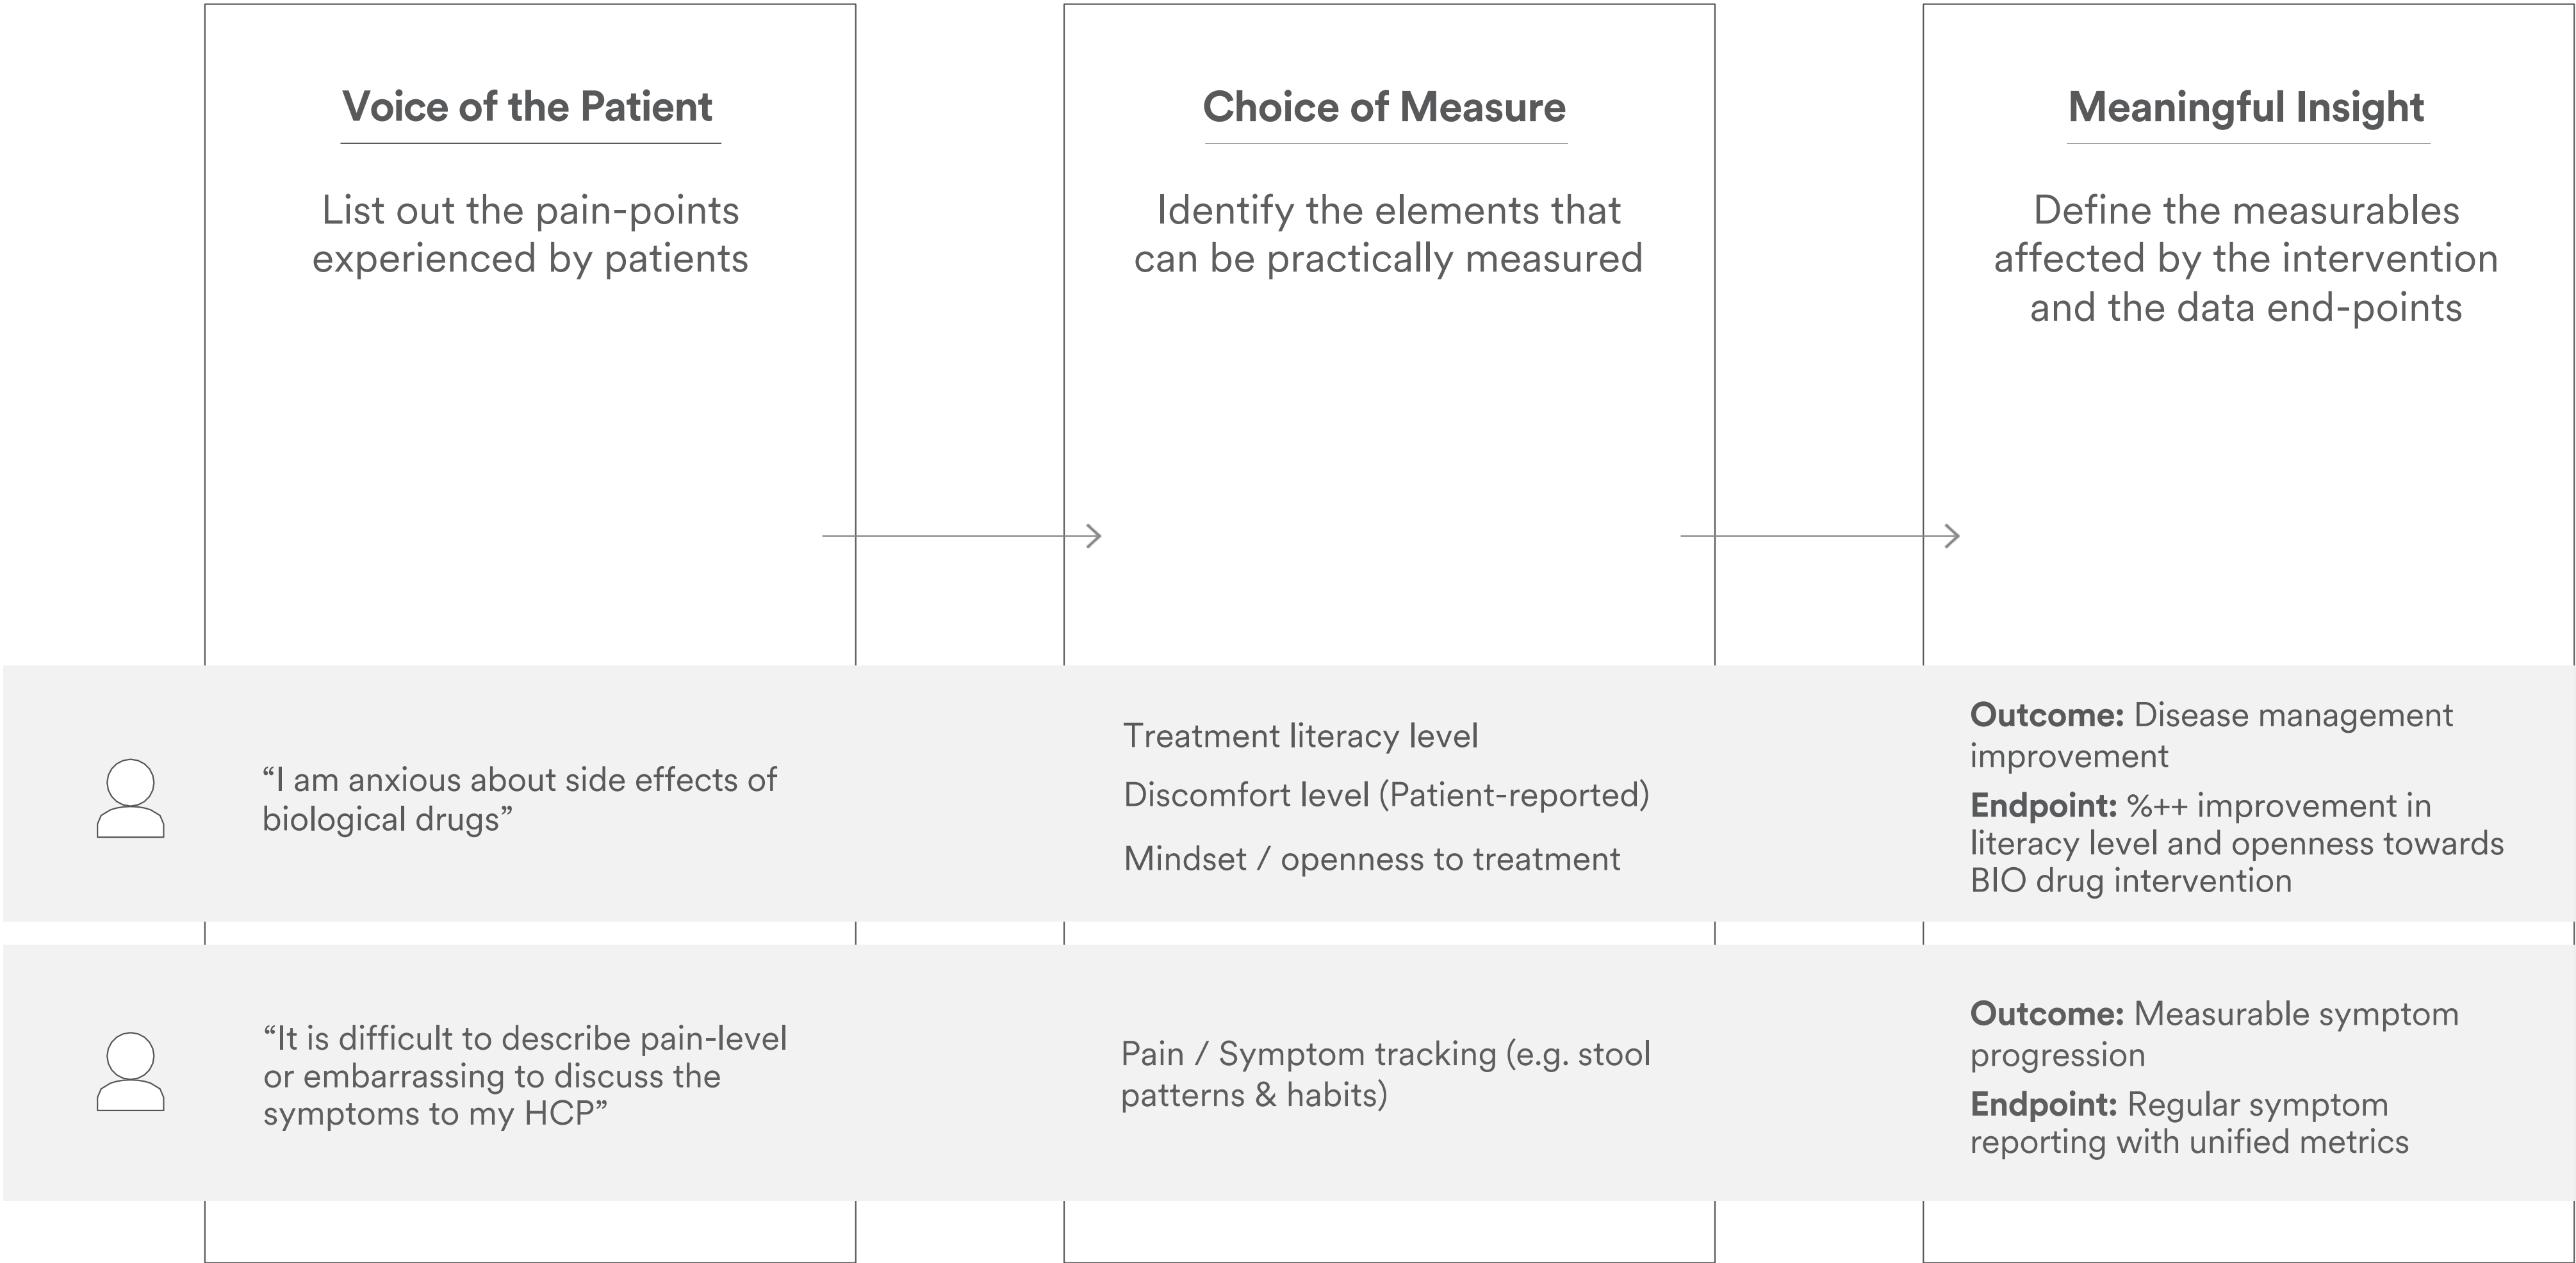 Voice of the Patient
List out the pain-points
experienced by patients
Choice of Measure
Identify the elements that
can be practically measured
Meaningful Insight
Define the measurables
affected by the intervention
and the data end-points
“I am anxious about side effects of
biological drugs”
Treatment literacy level
Discomfort level (Patient-reported)
Mindset / openness to treatment
Outcome: Disease management
improvement
Endpoint: %++ improvement in
literacy level and openness towards
BIO drug intervention
“It is difficult to describe pain-level
or embarrassing to discuss the
symptoms to my HCP”
Pain / Symptom tracking (e.g. stool
patterns & habits)
Outcome: Measurable symptom
progression
Endpoint: Regular symptom
reporting with unified metrics